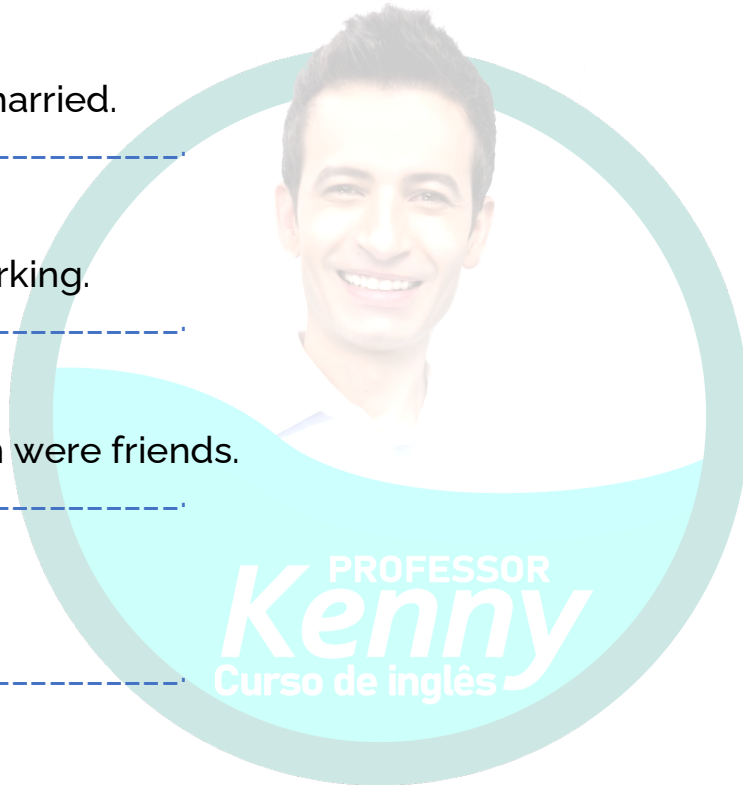 married.
rking.
were friends.
PROFESSOR
Kenny
Curso de inglês